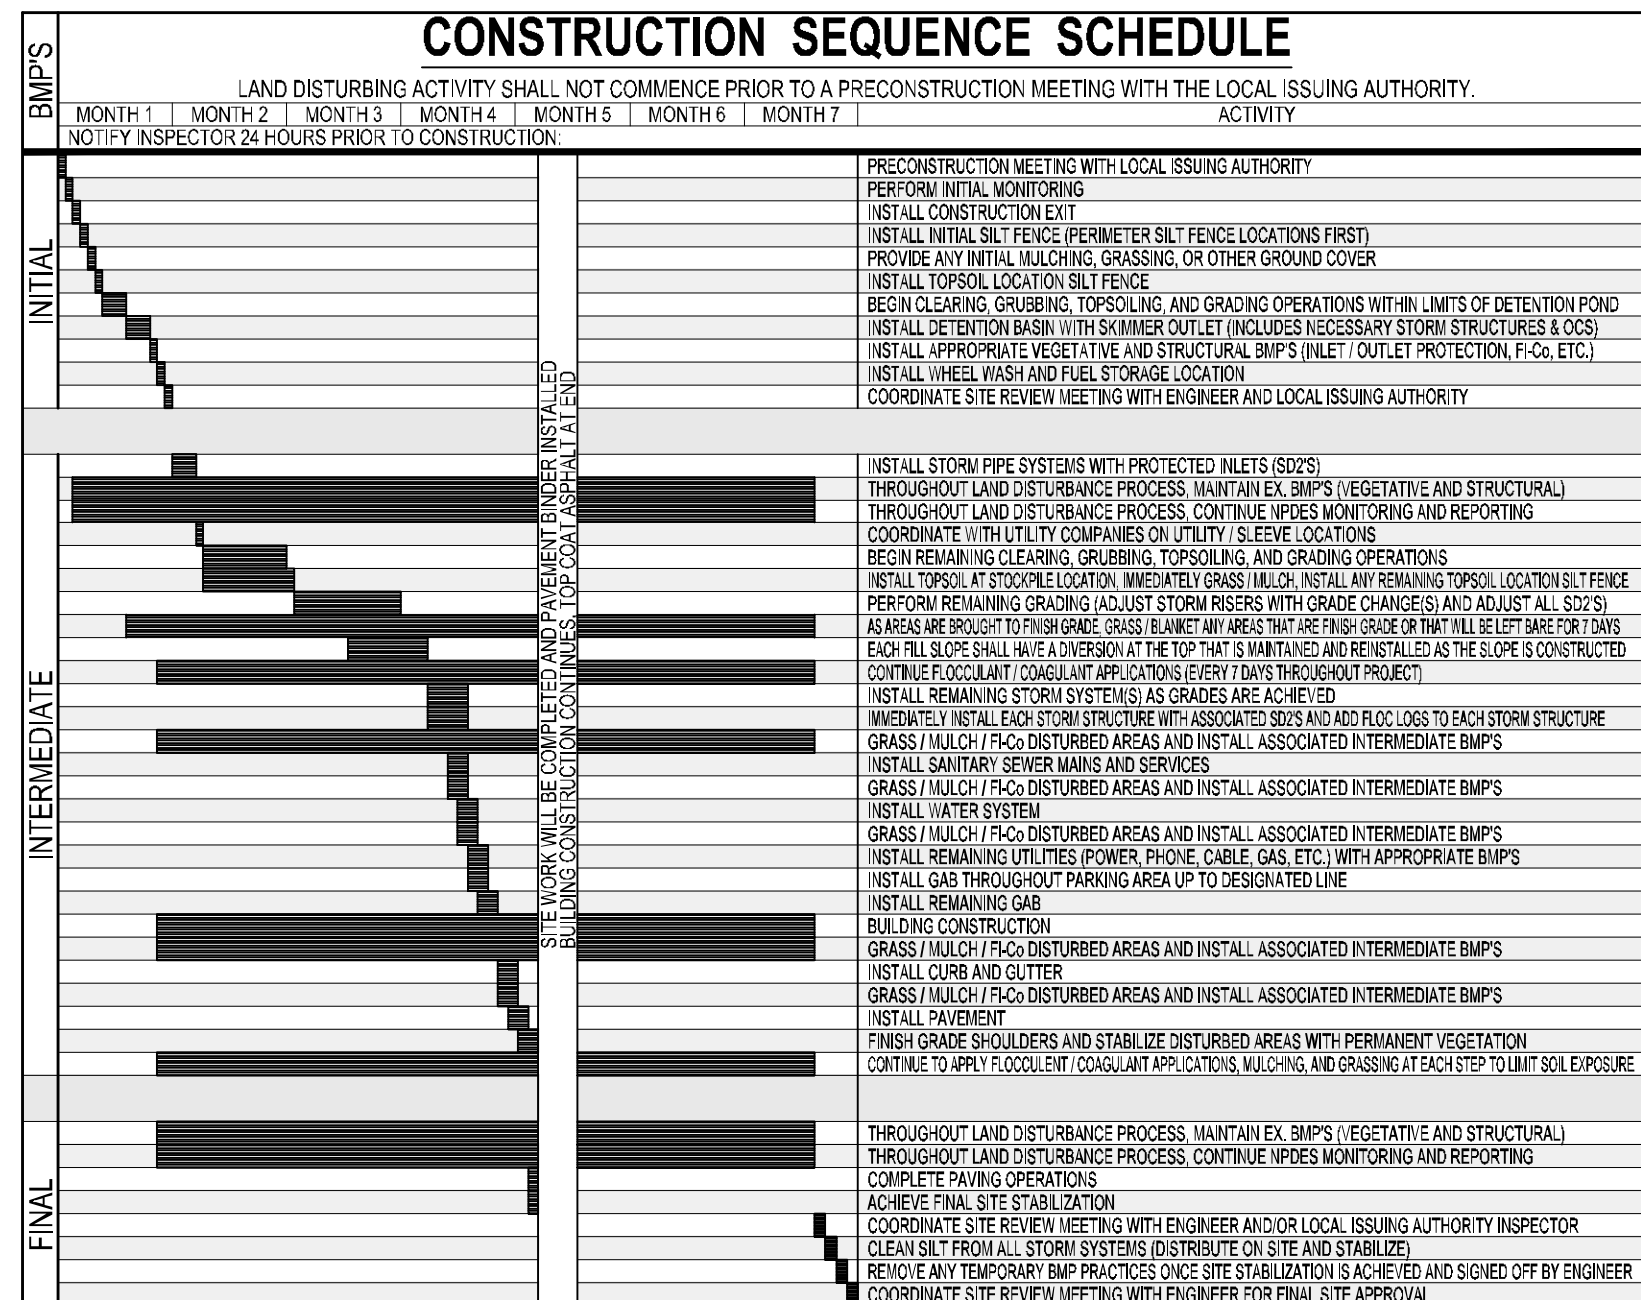 CONSTRUCTION SEQUENCE SCHEDULE
LAND DISTURBING ACTIVITY SHALL NOT COMMENCE PRIOR TO A PRECONSTRUCTION MEETING WITH THE LOCAL ISSUING AUTHORITY.
BMP'S
MONTH 1 MONTH 2 MONTH 3 MONTH 4 MONTH 5 MONTH 6 MONTH 7 ACTIVITY
NOTIFY INSPECTOR 24 HOURS PRIOR TO CONSTRUCTION:
INITIAL
PRECONSTRUCTION MEETING WITH LOCAL ISSUING AUTHORITY
PERFORM INITIAL MONITORING
INSTALL CONSTRUCTION EXIT
INSTALL INITIAL SILT FENCE (PERIMETER SILT FENCE LOCATIONS FIRST)
PROVIDE ANY INITIAL MULCHING, GRASSING, OR OTHER GROUND COVER
INSTALL TOPSOIL LOCATION SILT FENCE
BEGIN CLEARING, GRUBBING, TOPSOILING, AND GRADING OPERATIONS WITHIN LIMITS OF DETENTION POND
INSTALL DETENTION BASIN WITH SKIMMER OUTLET (INCLUDES NECESSARY STORM STRUCTURES & OCS)
INSTALL APPROPRIATE VEGETATIVE AND STRUCTURAL BMP'S (INLET / OUTLET PROTECTION, Fl-Co, ETC.)
INSTALL WHEEL WASH AND FUEL STORAGE LOCATION
COORDINATE SITE REVIEW MEETING WITH ENGINEER AND LOCAL ISSUING AUTHORITY
SITE WORK WILL BE COMPLETED AND PAVEMENT BINDER INSTALLED
BUILDING CONSTRUCTION CONTINUES, TOP COAT ASPHALT AT END
INTERMEDIATE
INSTALL STORM PIPE SYSTEMS WITH PROTECTED INLETS (SD2'S)
THROUGHOUT LAND DISTURBANCE PROCESS, MAINTAIN EX. BMP'S (VEGETATIVE AND STRUCTURAL)
THROUGHOUT LAND DISTURBANCE PROCESS, CONTINUE NPDES MONITORING AND REPORTING
COORDINATE WITH UTILITY COMPANIES ON UTILITY / SLEEVE LOCATIONS
BEGIN REMAINING CLEARING, GRUBBING, TOPSOILING, AND GRADING OPERATIONS
INSTALL TOPSOIL AT STOCKPILE LOCATION, IMMEDIATELY GRASS / MULCH, INSTALL ANY REMAINING TOPSOIL LOCATION SILT FENCE
PERFORM REMAINING GRADING (ADJUST STORM RISERS WITH GRADE CHANGE(S) AND ADJUST ALL SD2'S)
AS AREAS ARE BROUGHT TO FINISH GRADE, GRASS / BLANKET ANY AREAS THAT ARE FINISH GRADE OR THAT WILL BE LEFT BARE FOR 7 DAYS
EACH FILL SLOPE SHALL HAVE A DIVERSION AT THE TOP THAT IS MAINTAINED AND REINSTALLED AS THE SLOPE IS CONSTRUCTED
CONTINUE FLOCCULANT / COAGULANT APPLICATIONS (EVERY 7 DAYS THROUGHOUT PROJECT)
INSTALL REMAINING STORM SYSTEM(S) AS GRADES ARE ACHIEVED
IMMEDIATELY INSTALL EACH STORM STRUCTURE WITH ASSOCIATED SD2'S AND ADD FLOC LOGS TO EACH STORM STRUCTURE
GRASS / MULCH / Fl-Co DISTURBED AREAS AND INSTALL ASSOCIATED INTERMEDIATE BMP'S
INSTALL SANITARY SEWER MAINS AND SERVICES
GRASS / MULCH / Fl-Co DISTURBED AREAS AND INSTALL ASSOCIATED INTERMEDIATE BMP'S
INSTALL WATER SYSTEM
GRASS / MULCH / Fl-Co DISTURBED AREAS AND INSTALL ASSOCIATED INTERMEDIATE BMP'S
INSTALL REMAINING UTILITIES (POWER, PHONE, CABLE, GAS, ETC.) WITH APPROPRIATE BMP'S
INSTALL GAB THROUGHOUT PARKING AREA UP TO DESIGNATED LINE
INSTALL REMAINING GAB
BUILDING CONSTRUCTION
GRASS / MULCH / Fl-Co DISTURBED AREAS AND INSTALL ASSOCIATED INTERMEDIATE BMP'S
INSTALL CURB AND GUTTER
GRASS / MULCH / Fl-Co DISTURBED AREAS AND INSTALL ASSOCIATED INTERMEDIATE BMP'S
INSTALL PAVEMENT
FINISH GRADE SHOULDERS AND STABILIZE DISTURBED AREAS WITH PERMANENT VEGETATION
CONTINUE TO APPLY FLOCCULENT / COAGULANT APPLICATIONS, MULCHING, AND GRASSING AT EACH STEP TO LIMIT SOIL EXPOSURE
FINAL
THROUGHOUT LAND DISTURBANCE PROCESS, MAINTAIN EX. BMP'S (VEGETATIVE AND STRUCTURAL)
THROUGHOUT LAND DISTURBANCE PROCESS, CONTINUE NPDES MONITORING AND REPORTING
COMPLETE PAVING OPERATIONS
ACHIEVE FINAL SITE STABILIZATION
COORDINATE SITE REVIEW MEETING WITH ENGINEER AND/OR LOCAL ISSUING AUTHORITY INSPECTOR
CLEAN SILT FROM ALL STORM SYSTEMS (DISTRIBUTE ON SITE AND STABILIZE)
REMOVE ANY TEMPORARY BMP PRACTICES ONCE SITE STABILIZATION IS ACHIEVED AND SIGNED OFF BY ENGINEER
COORDINATE SITE REVIEW MEETING WITH ENGINEER FOR FINAL SITE APPROVAL